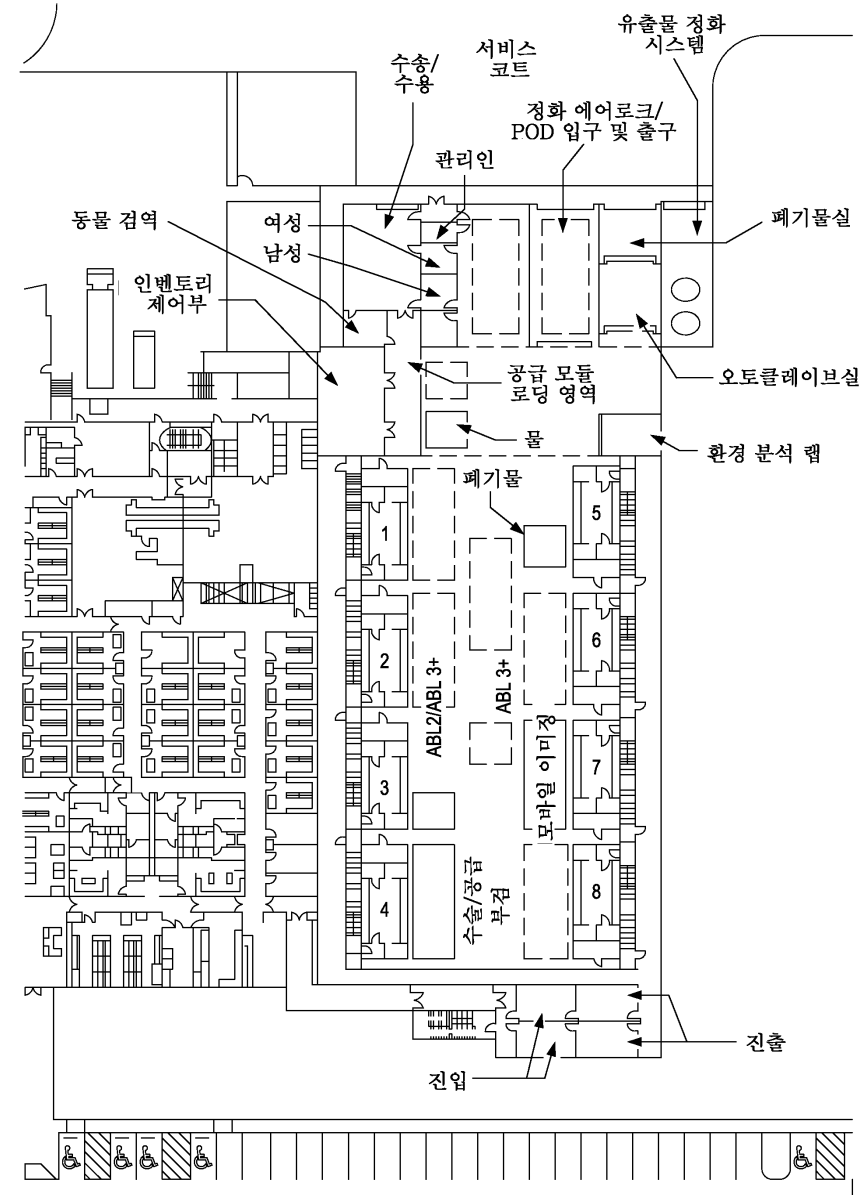 유출물 정화
시스템
서비스
코트
수송/
수용
정화 에어로크/
POD 입구 및 출구
관리인
동물 검역
여성
남성
폐기물실
인벤토리
제어부
공급 모듈
로딩 영역
오토클레이브실
물
환경 분석 랩
폐기물
1
5
2
6
ABL2/ABL 3+
ABL 3+
3
7
모바일 이미징
4
8
수술/공급
부검
진출
진입